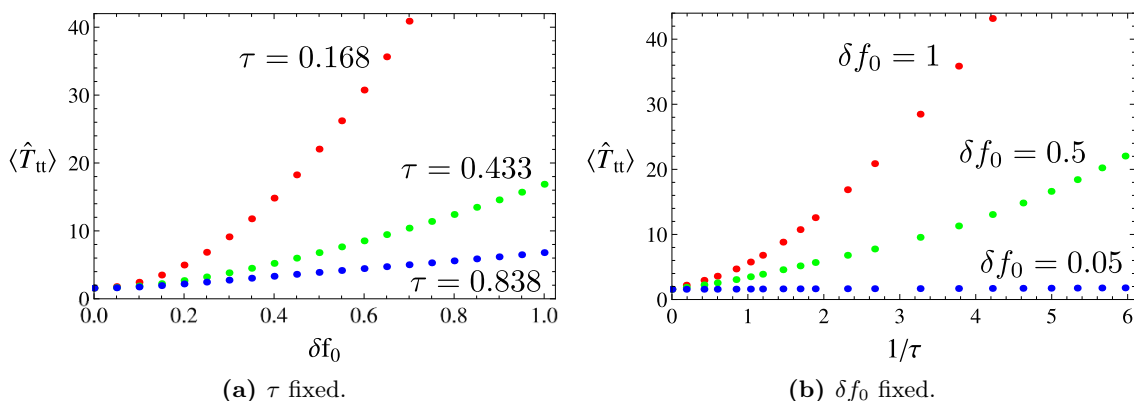 40
30
⟨T̂tt⟩
20
10
0
0.0 0.2 0.4 0.6 0.8 1.0
δf₀
τ = 0.168
τ = 0.433
τ = 0.838
(a) τ fixed.
40
30
⟨T̂tt⟩
20
10
0
0 1 2 3 4 5 6
1/τ
δf₀ = 1
δf₀ = 0.5
δf₀ = 0.05
(b) δf₀ fixed.